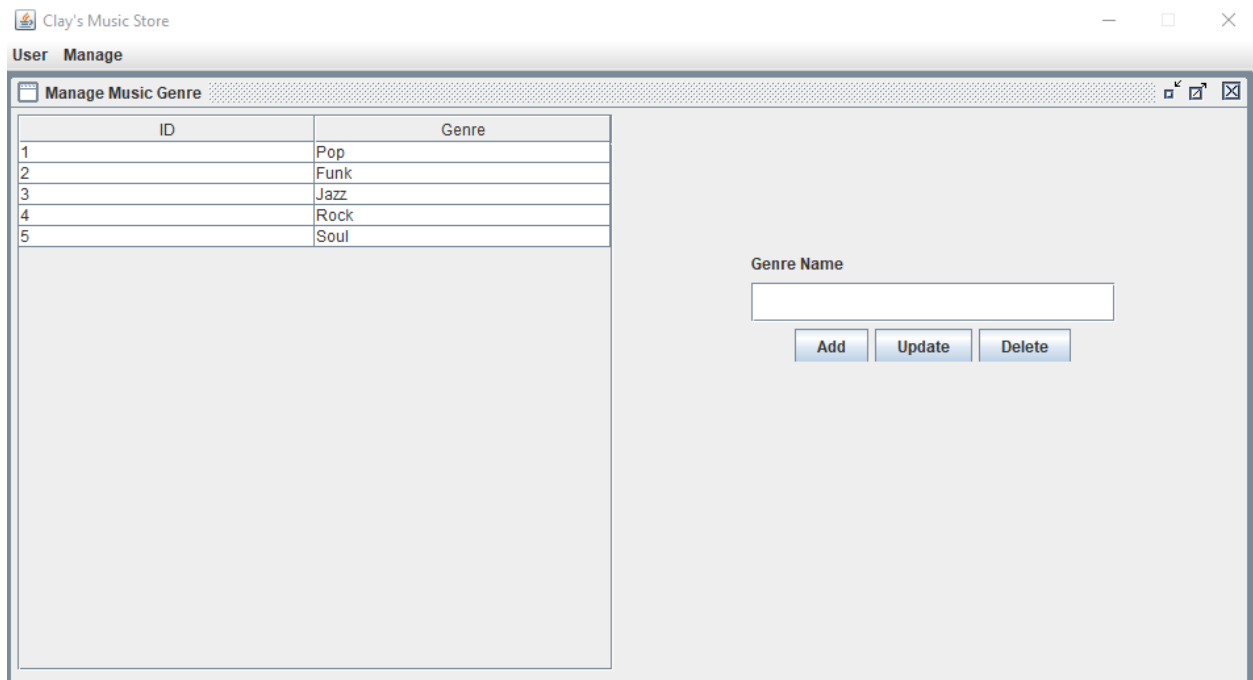 Clay's Music Store
User Manage
Manage Music Genre
ID Genre
1 Pop
2 Funk
3 Jazz
4 Rock
5 Soul
Genre Name
Add Update Delete